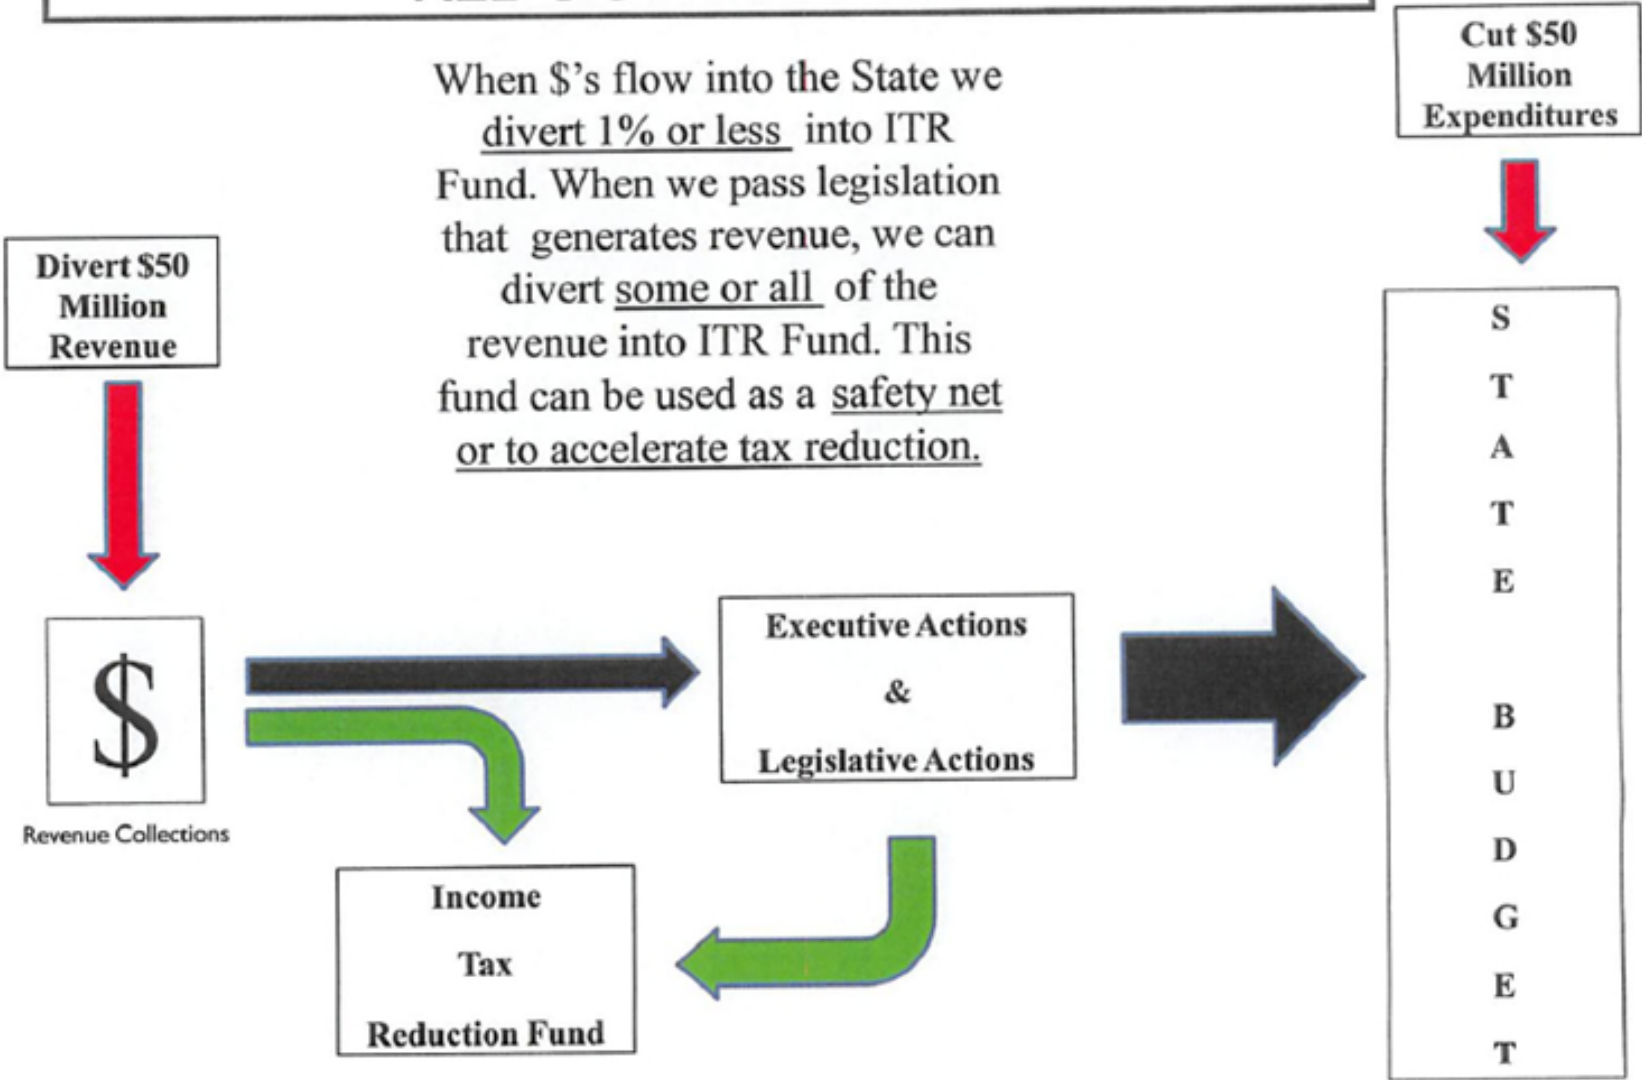 Cut $50
Million
Expenditures
When $'s flow into the State we
divert 1% or less into ITR
Fund. When we pass legislation
that generates revenue, we can
divert some or all of the
revenue into ITR Fund. This
fund can be used as a safety net
or to accelerate tax reduction.
Divert $50
Million
Revenue
$
Revenue Collections
Executive Actions
&
Legislative Actions
Income
Tax
Reduction Fund
S
T
A
T
E
B
U
D
G
E
T